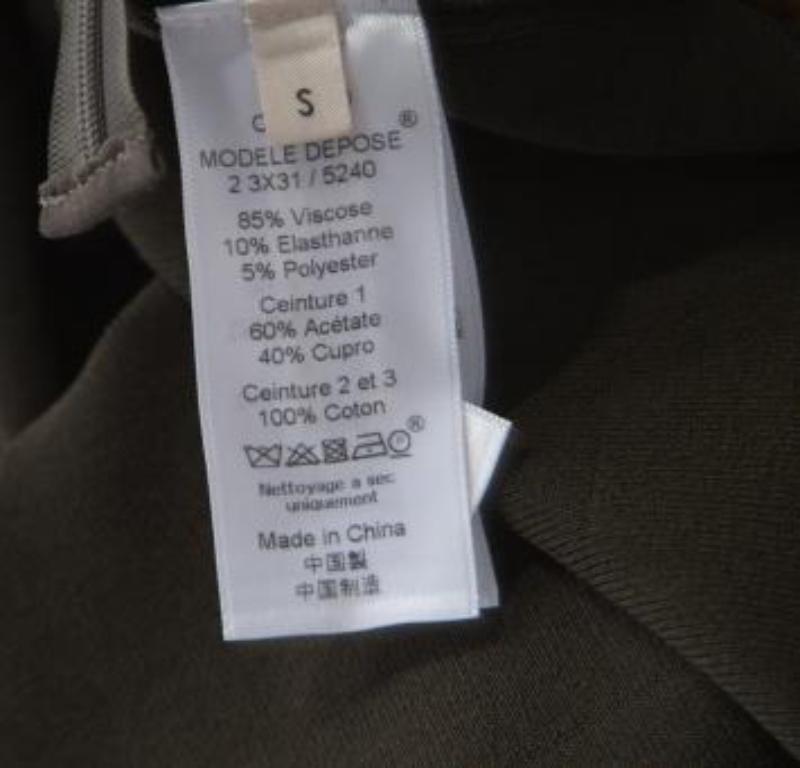 S
®
MODELE DEPOSE
2 3X31 / 5240
85% Viscose
10% Elasthanne
5% Polyester
Ceinture 1
60% Acétate
40% Cupro
Ceinture 2 et 3
100% Coton
®
Nettoyage a sec
uniquement
Made in China
中国製
中国制造